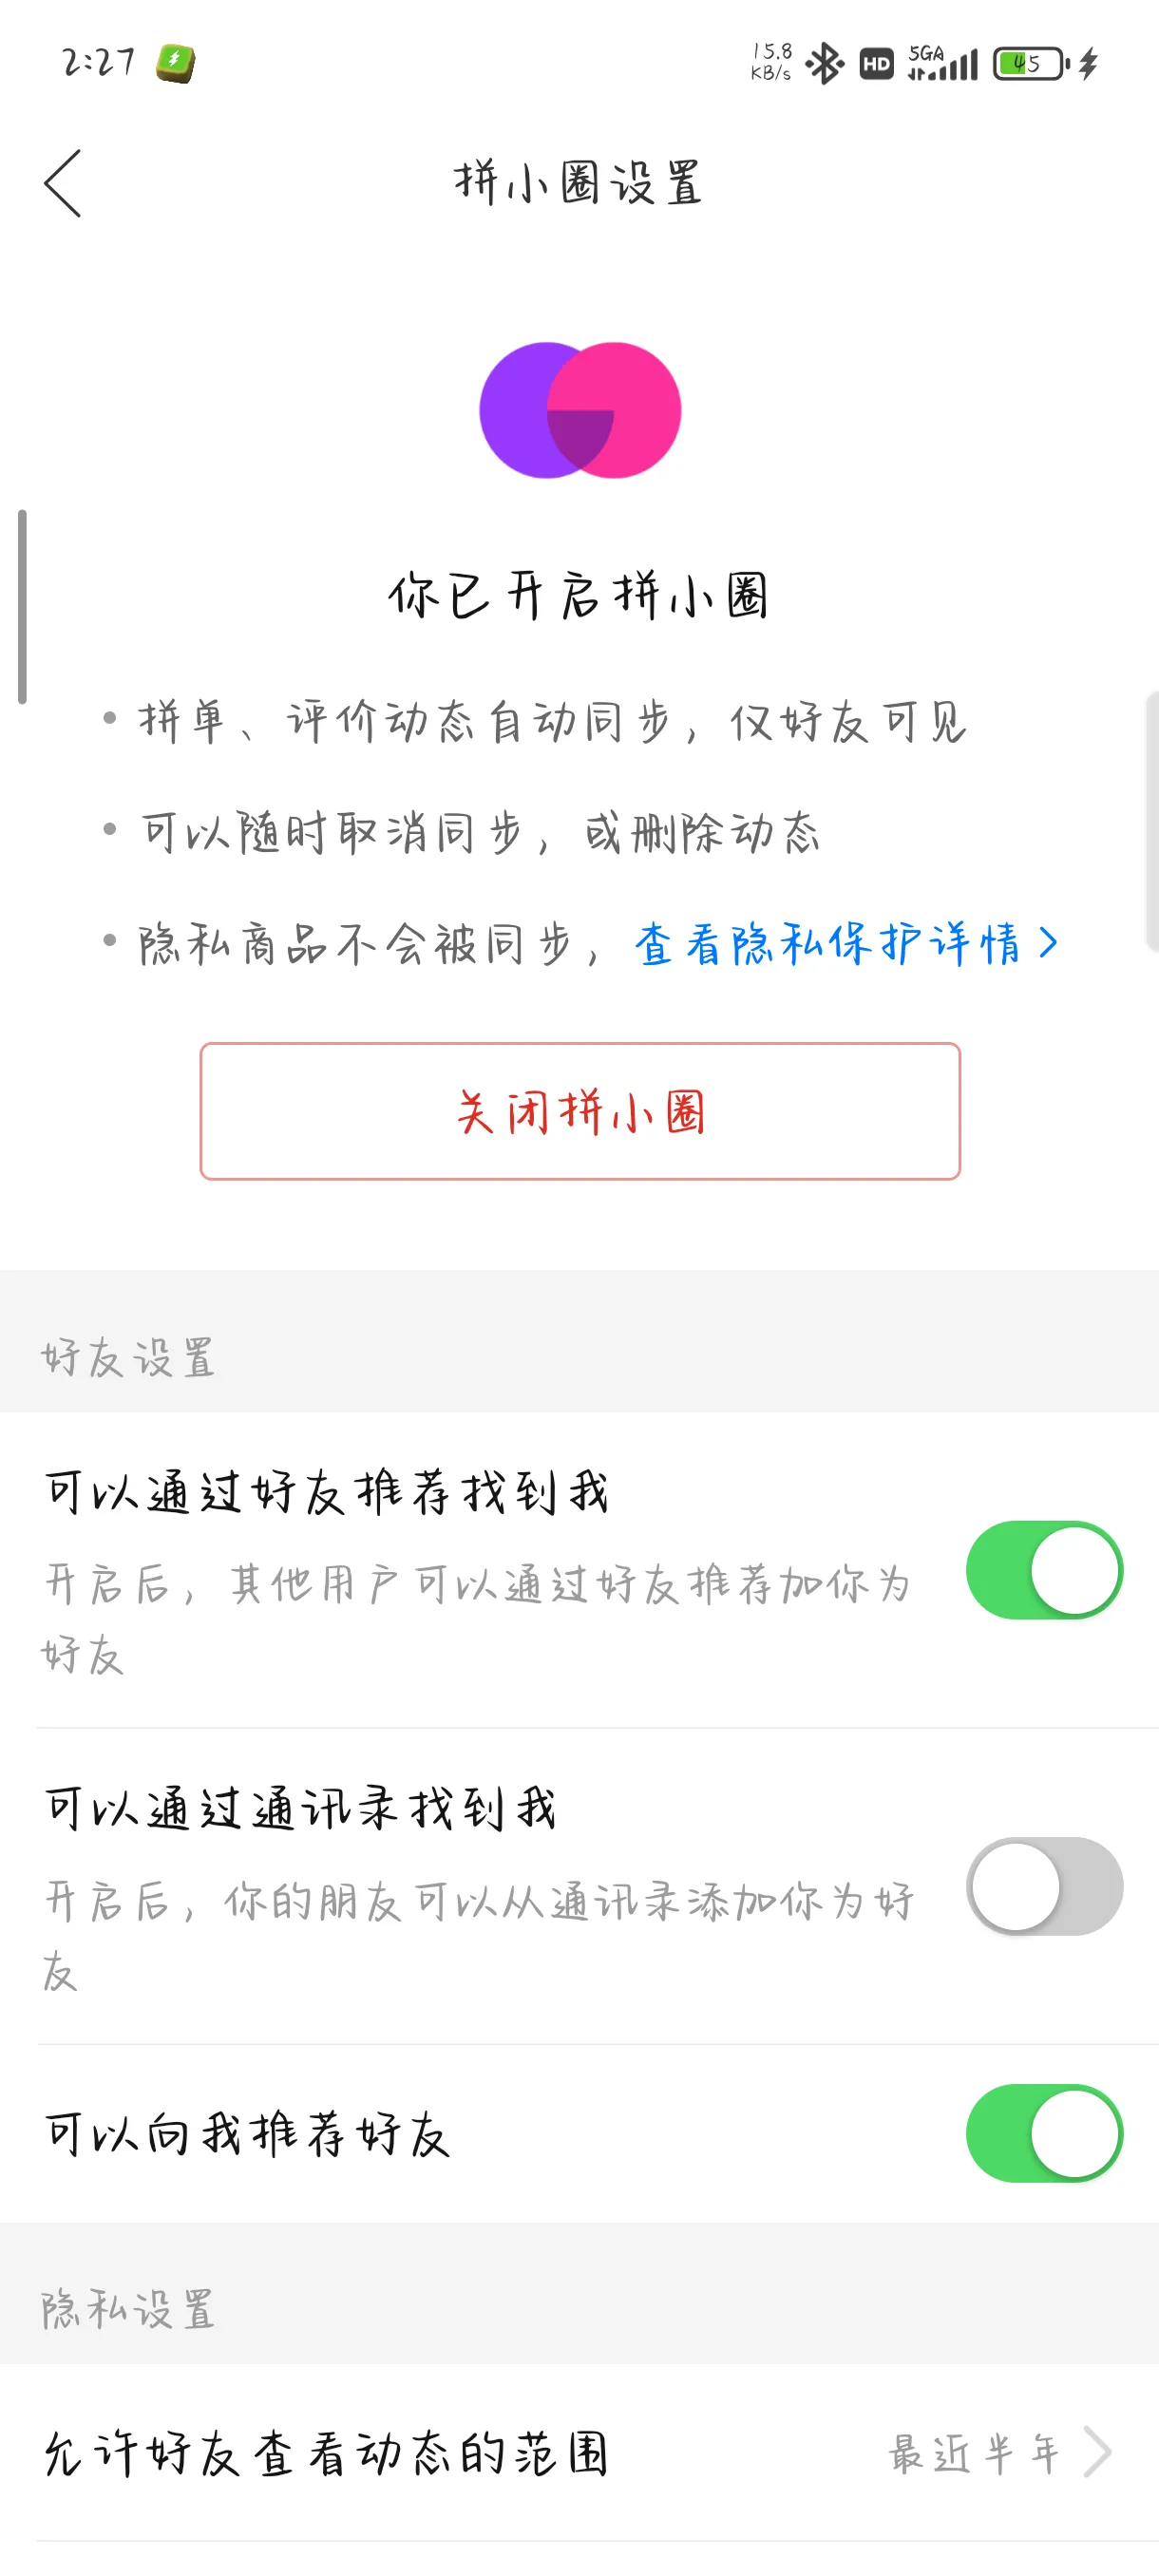 2:27
15.8
KB/s
HD
5GA
45
拼小圈设置
你已开启拼小圈
拼单、评价动态自动同步，仅好友可见
可以随时取消同步，或删除动态
隐私商品不会被同步，查看隐私保护详情 >
关闭拼小圈
好友设置
可以通过好友推荐找到我
开启后，其他用户可以通过好友推荐加你为
好友
可以通过通讯录找到我
开启后，你的朋友可以从通讯录添加你为好
友
可以向我推荐好友
隐私设置
允许好友查看动态的范围
最近半年